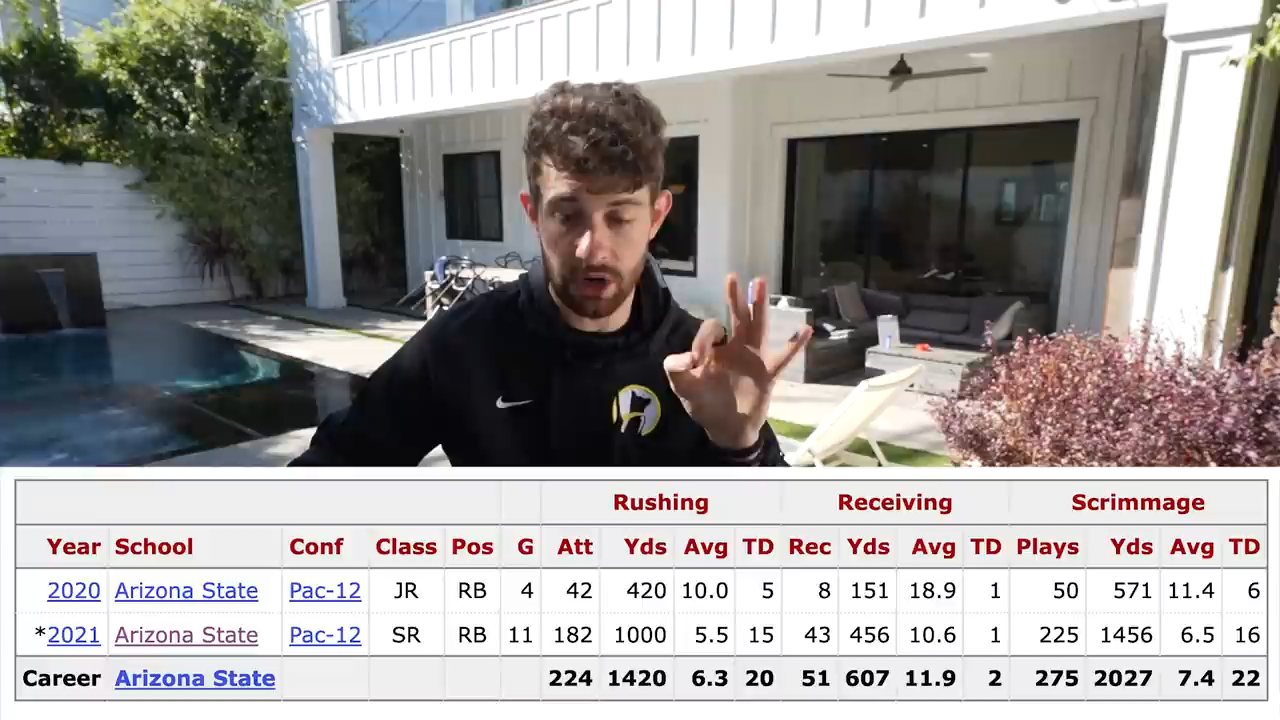 Rushing Receiving Scrimmage
Year School Conf Class Pos G Att Yds Avg TD Rec Yds Avg TD Plays Yds Avg TD
2020 Arizona State Pac-12 JR RB 4 42 420 10.0 5 8 151 18.9 1 50 571 11.4 6
*2021 Arizona State Pac-12 SR RB 11 182 1000 5.5 15 43 456 10.6 1 225 1456 6.5 16
Career Arizona State 224 1420 6.3 20 51 607 11.9 2 275 2027 7.4 22